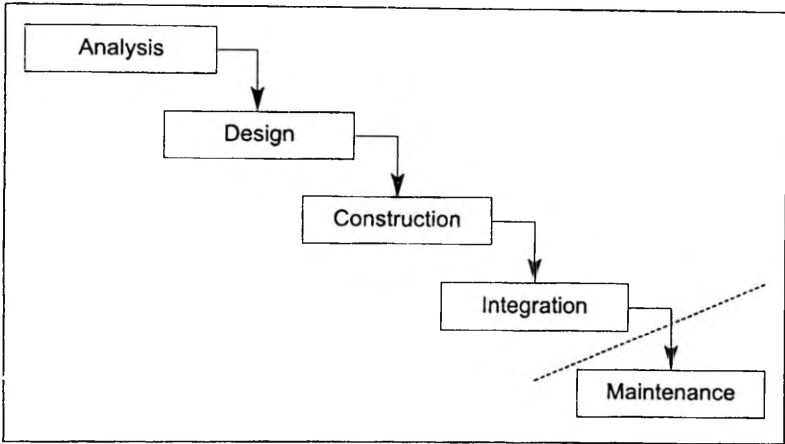 Analysis
Design
Construction
Integration
Maintenance